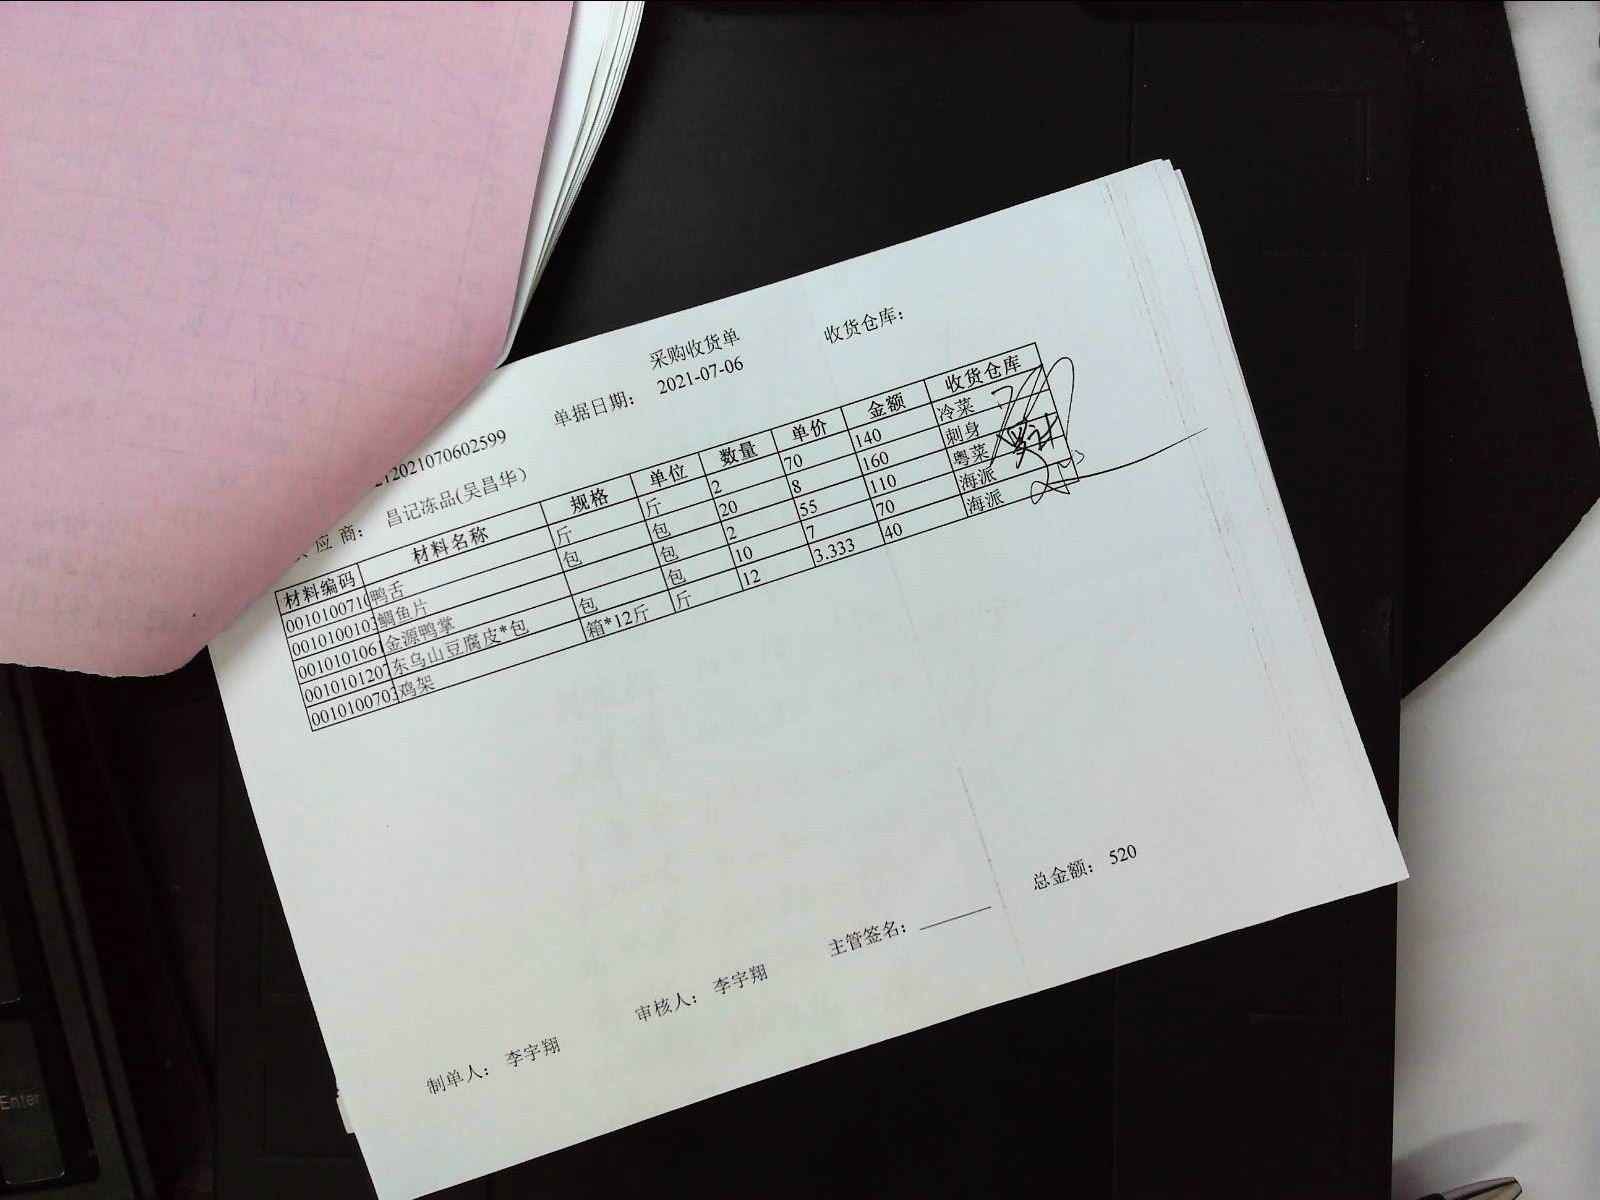 采购收货单
单据日期： 2021-07-06 收货仓库：
2021070602599
应 商： 昌记冻品(吴昌华)
材料编码 材料名称 规格 单位 数量 单价 金额 收货仓库
001010071 鸭舌 斤 斤 2 70 140 冷菜
0010100103 鲷鱼片 包 包 20 8 160 刺身
0010101061 金源鸭掌 包 2 55 110 粤菜
0010101207 东乌山豆腐皮*包 包 包 10 7 70 海派
0010100703 鸡架 箱*12斤 斤 12 3.333 40 海派
总金额： 520
制单人： 李宇翔 审核人： 李宇翔 主管签名：
Enter